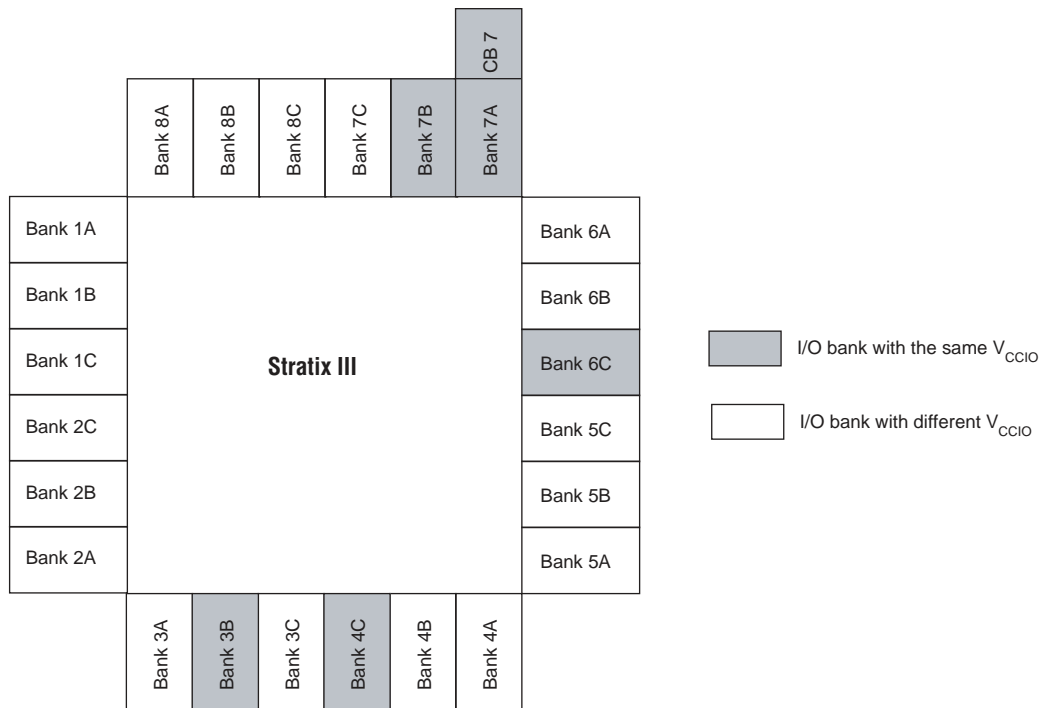 CB 7
Bank 8A
Bank 8B
Bank 8C
Bank 7C
Bank 7B
Bank 7A
Bank 1A
Bank 1B
Bank 1C
Bank 2C
Bank 2B
Bank 2A
Stratix III
Bank 6A
Bank 6B
Bank 6C
Bank 5C
Bank 5B
Bank 5A
I/O bank with the same VCCIO
I/O bank with different VCCIO
Bank 3A
Bank 3B
Bank 3C
Bank 4C
Bank 4B
Bank 4A